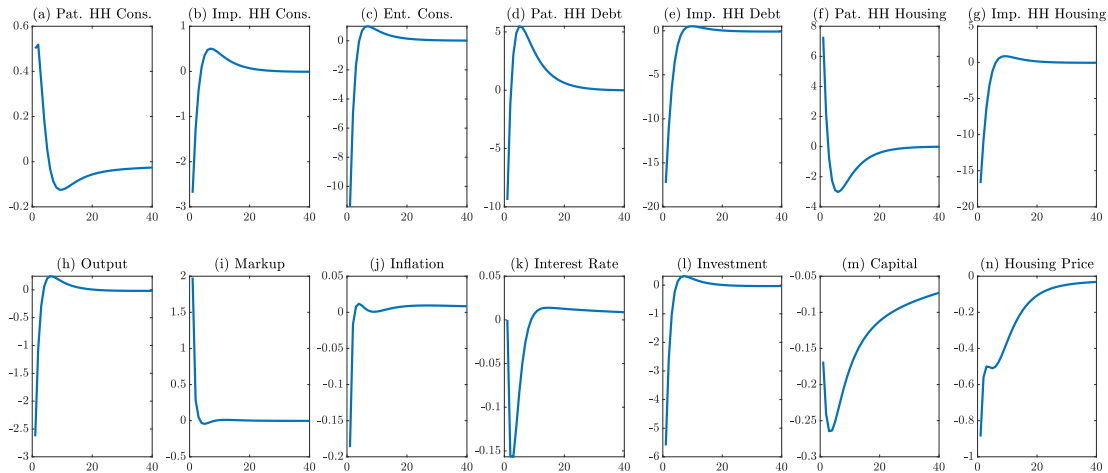 (a) Pat. HH Cons.
0.6
0.4
0.2
0
-0.2
0 20 40
(b) Imp. HH Cons.
1
0
-1
-2
-3
0 20 40
(c) Ent. Cons.
0
-2
-4
-6
-8
-10
0 20 40
(d) Pat. HH Debt
5
0
-5
-10
0 20 40
(e) Imp. HH Debt
0
-5
-10
-15
-20
0 20 40
(f) Pat. HH Housing
8
6
4
2
0
-2
-4
0 20 40
(g) Imp. HH Housing
5
0
-5
-10
-15
-20
0 20 40
(h) Output
0
-0.5
-1
-1.5
-2
-2.5
-3
0 20 40
(i) Markup
2
1.5
1
0.5
0
-0.5
0 20 40
(j) Inflation
0.05
0
-0.05
-0.1
-0.15
-0.2
0 20 40
(k) Interest Rate
0.05
0
-0.05
-0.1
-0.15
0 20 40
(l) Investment
0
-1
-2
-3
-4
-5
-6
0 20 40
(m) Capital
-0.05
-0.1
-0.15
-0.2
-0.25
-0.3
0 20 40
(n) Housing Price
0
-0.2
-0.4
-0.6
-0.8
-1
0 20 40